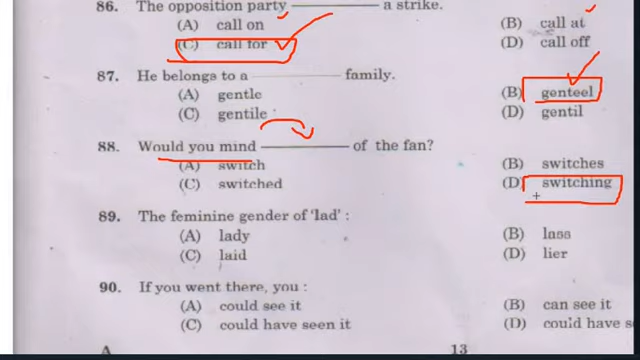 86. The opposition party ________ a strike.
(A) call on (B) call at
(C) call for (D) call off
87. He belongs to a ________ family.
(A) gentle (B) genteel
(C) gentile (D) gentil
88. Would you mind ________ of the fan?
(A) switch (B) switches
(C) switched (D) switching
89. The feminine gender of 'lad' :
(A) lady (B) lass
(C) laid (D) lier
90. If you went there, you :
(A) could see it (B) can see it
(C) could have seen it (D) could have s
A 13